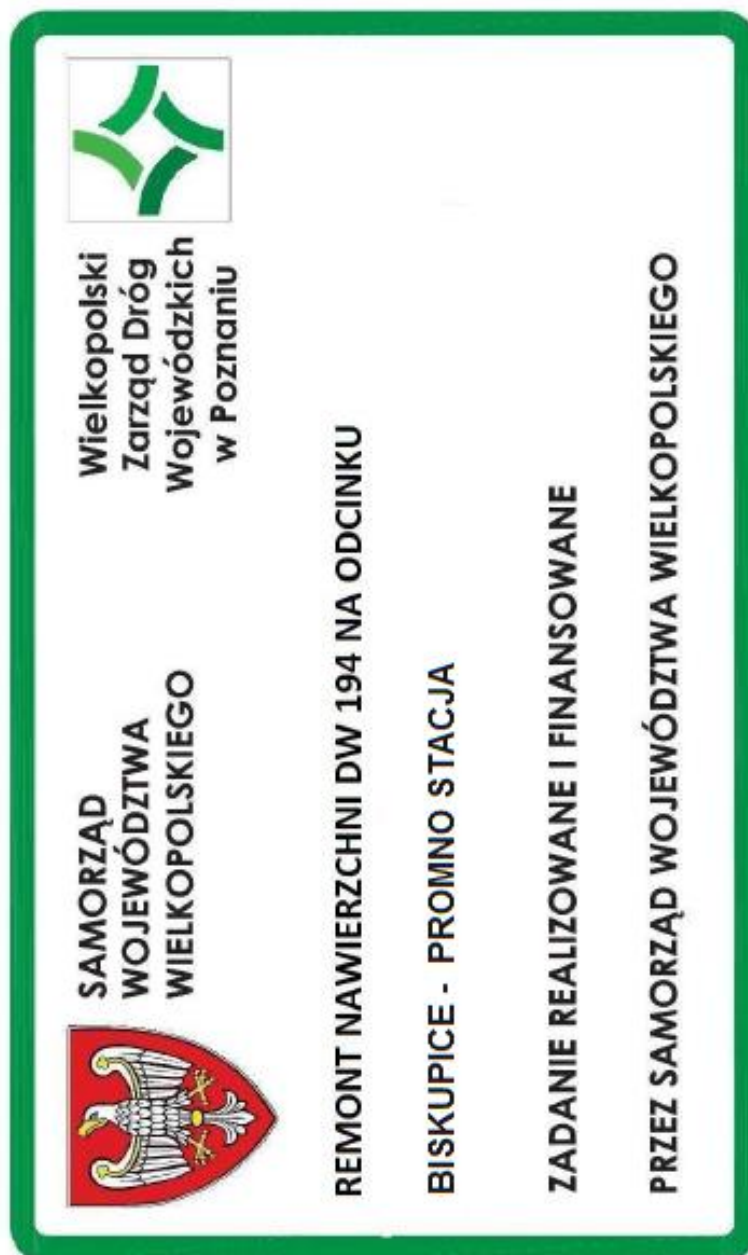 SAMORZĄD
WOJEWÓDZTWA
WIELKOPOLSKIEGO
Wielkopolski
Zarząd Dróg
Wojewódzkich
w Poznaniu
REMONT NAWIERZCHNI DW 194 NA ODCINKU
BISKUPICE - PROMNO STACJA
ZADANIE REALIZOWANE I FINANSOWANE
PRZEZ SAMORZĄD WOJEWÓDZTWA WIELKOPOLSKIEGO